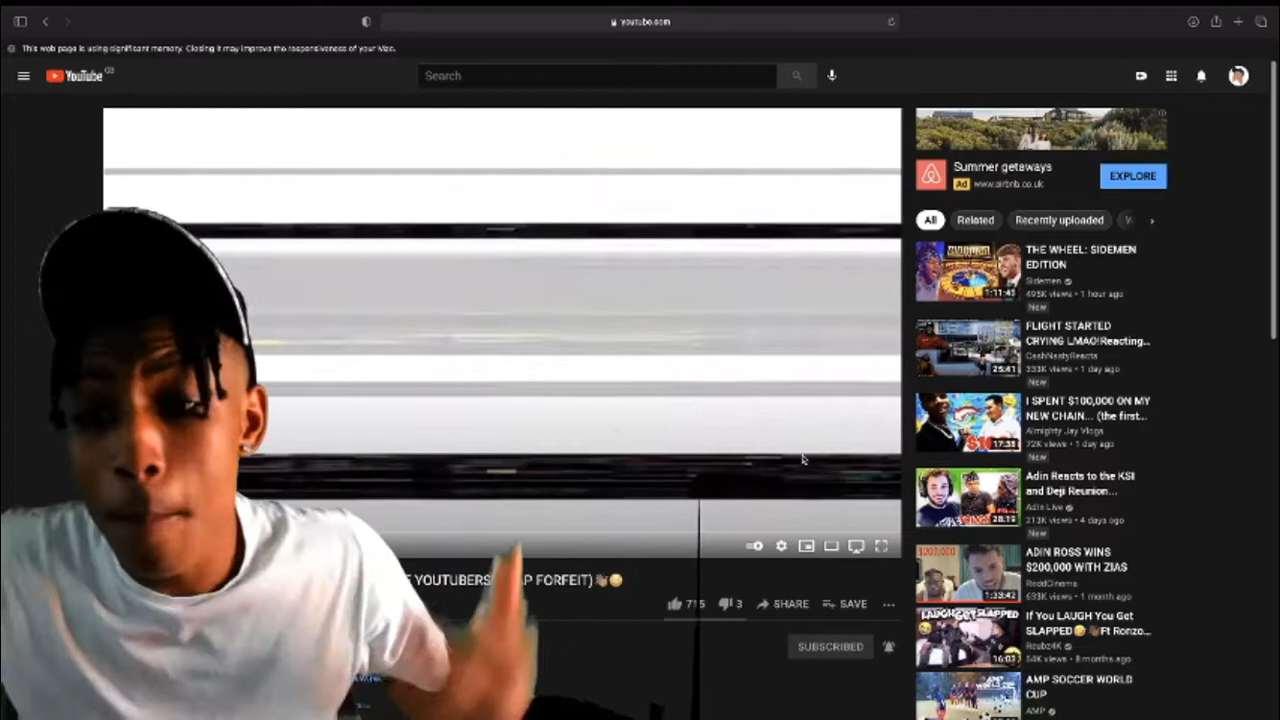 youtube.com
This web page is using significant memory. Closing it may improve the responsiveness of your Mac.
YouTube GB
Search
Summer getaways
Ad www.airbnb.co.uk
EXPLORE
All
Related
Recently uploaded
THE WHEEL: SIDEMEN
EDITION
Sidemen
495K views • 1 hour ago
New
1:11:43
FLIGHT STARTED
CRYING LMAO!Reacting...
CashNastyReacts
333K views • 1 day ago
New
25:41
I SPENT $100,000 ON MY
NEW CHAIN... (the first...
Almighty Jay Vlogs
72K views • 1 day ago
New
17:38
Adin Reacts to the KSI
and Deji Reunion...
Adin Live
213K views • 4 days ago
New
28:19
ADIN ROSS WINS
$200,000 WITH ZIAS
ReddCinema
693K views • 1 month ago
$200,000
1:33:42
If You LAUGH You Get
SLAPPED😂👋🏾Ft Ronzo...
Reubz4K
54K views • 8 months ago
16:03
AMP SOCCER WORLD
CUP
AMP
YOUTUBERS FORFEIT)👋🏾😳
715
3
SHARE
SAVE
SUBSCRIBED